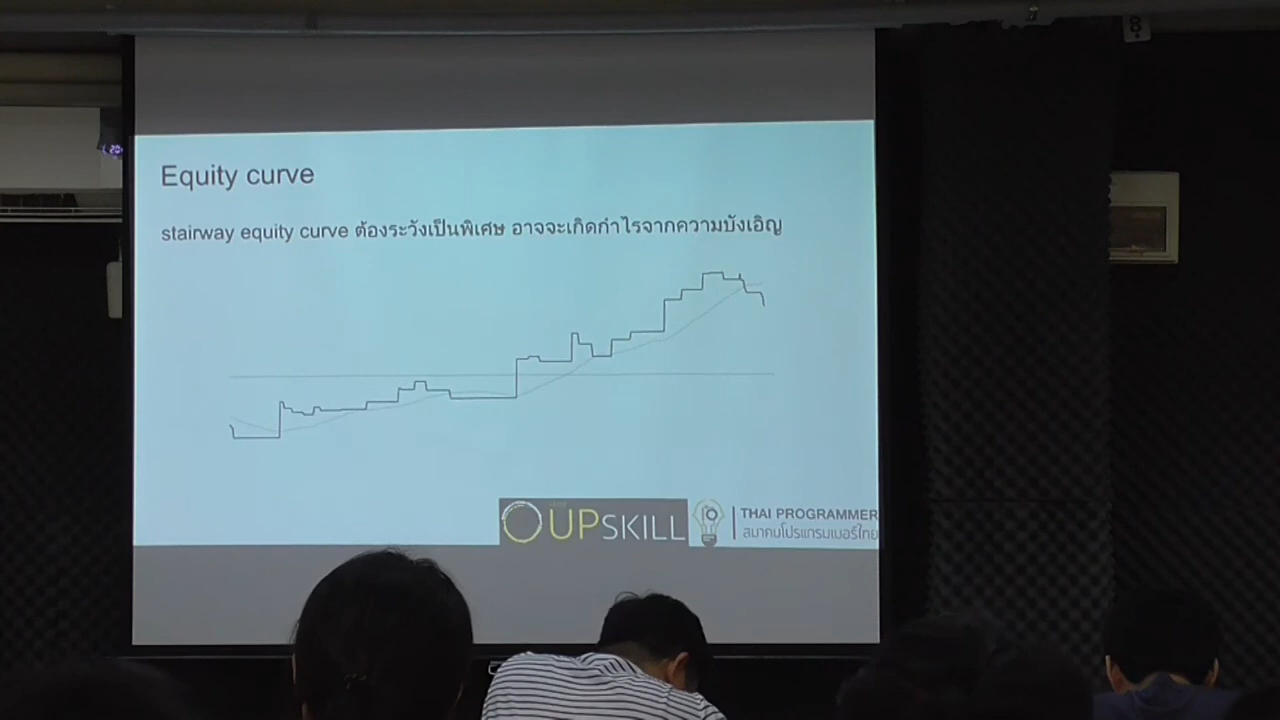 Equity curve
stairway equity curve ต้องระวังเป็นพิเศษ อาจจะเกิดกำไรจากความบังเอิญ
UPSKILL
THAI PROGRAMMER
สมาคมโปรแกรมเมอร์ไทย